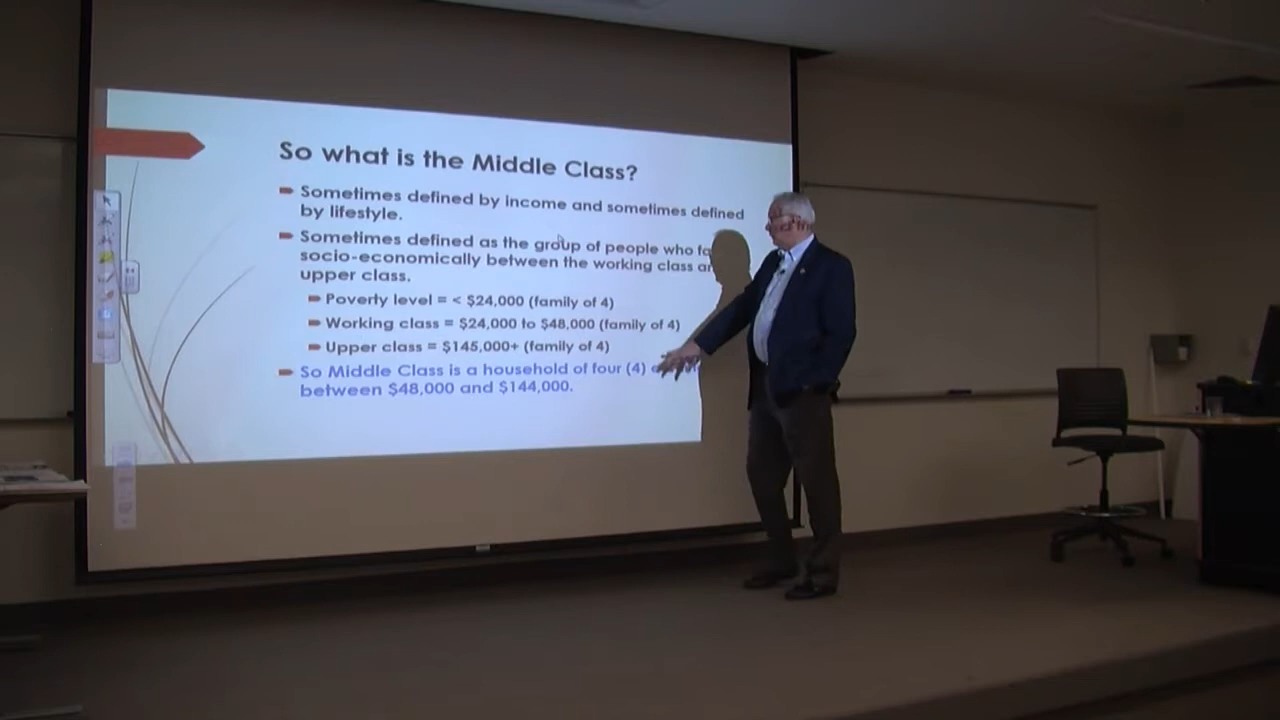 So what is the Middle Class?
Sometimes defined by income and sometimes defined
by lifestyle.
Sometimes defined as the group of people who
socio-economically between the working class
upper class.
Poverty level = < $24,000 (family of 4)
Working class = $24,000 to $48,000 (family of 4)
Upper class = $145,000+ (family of 4)
So Middle Class is a household of four (4)
between $48,000 and $144,000.